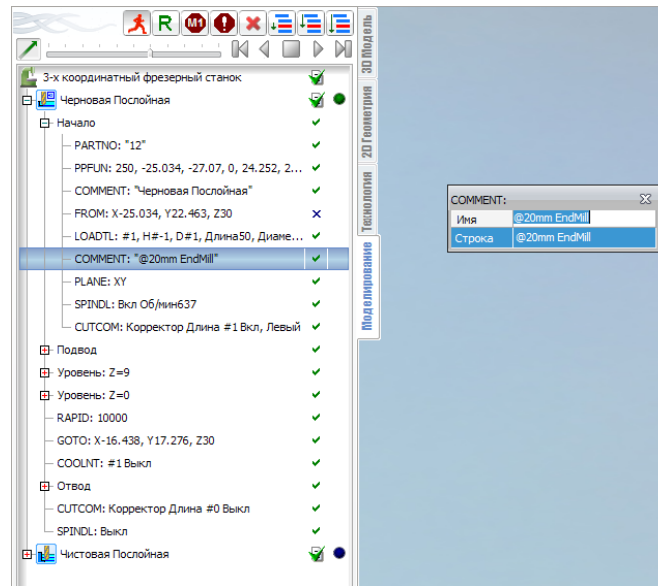 R
M1
3-х координатный фрезерный станок
Черновая Послойная
Начало
PARTNO: "12"
PPFUN: 250, -25.034, -27.07, 0, 24.252, 2...
COMMENT: "Черновая Послойная"
FROM: X-25.034, Y22.463, Z30
LOADTL: #1, H#-1, D#1, Длина50, Диаме...
COMMENT: "@20mm EndMill"
PLANE: XY
SPINDL: Вкл Об/мин637
CUTCOM: Корректор Длина #1 Вкл, Левый
Подвод
Уровень: Z=9
Уровень: Z=0
RAPID: 10000
GOTO: X-16.438, Y17.276, Z30
COOLNT: #1 Выкл
Отвод
CUTCOM: Корректор Длина #0 Выкл
SPINDL: Выкл
Чистовая Послойная
3D Модель
2D Геометрия
Технология
Моделирование
COMMENT:
Имя @20mm EndMill
Строка @20mm EndMill